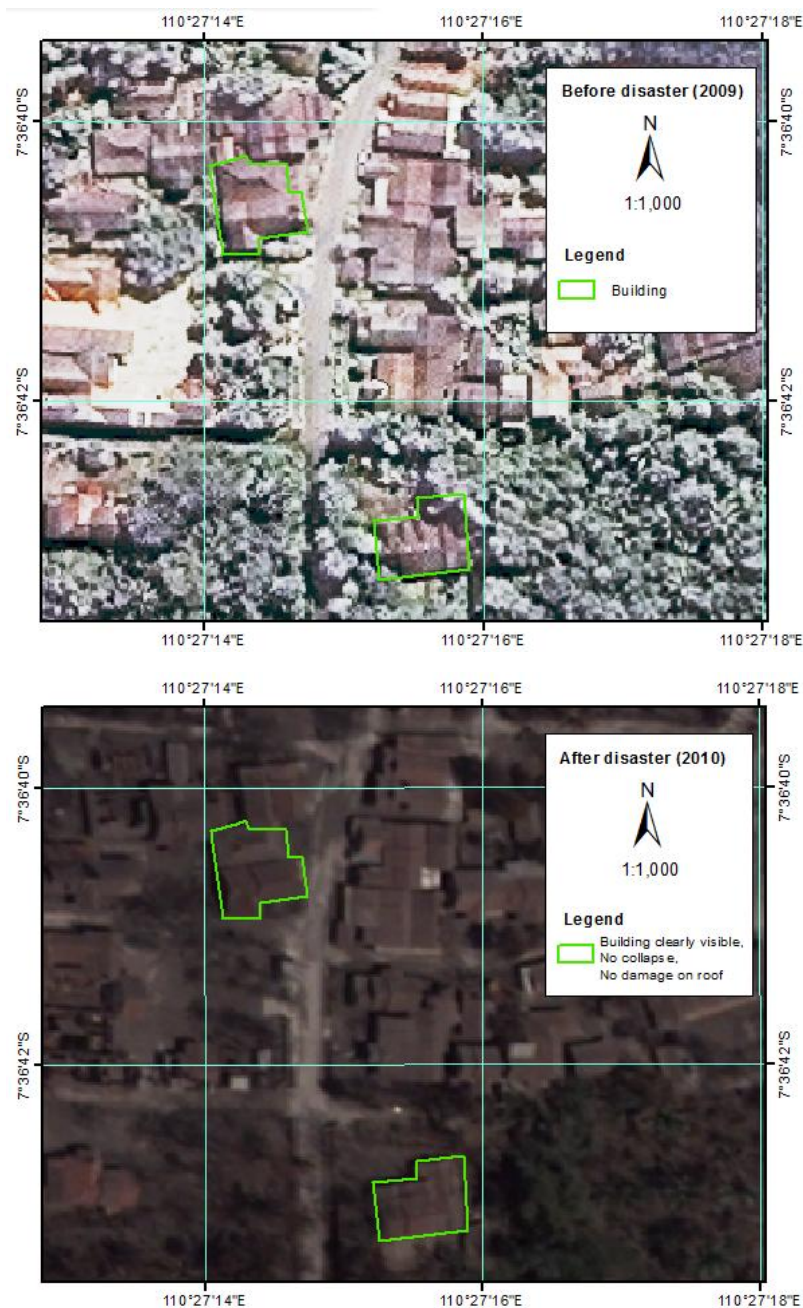 110°27'14"E 110°27'16"E 110°27'18"E
7°36'40"S 7°36'40"S
Before disaster (2009)
N
1:1,000
Legend
Building
7°36'42"S 7°36'42"S
110°27'14"E 110°27'16"E 110°27'18"E
110°27'14"E 110°27'16"E 110°27'18"E
After disaster (2010)
7°36'40"S 7°36'40"S
N
1:1,000
Legend
Building clearly visible,
No collapse,
No damage on roof
7°36'42"S 7°36'42"S
110°27'14"E 110°27'16"E 110°27'18"E